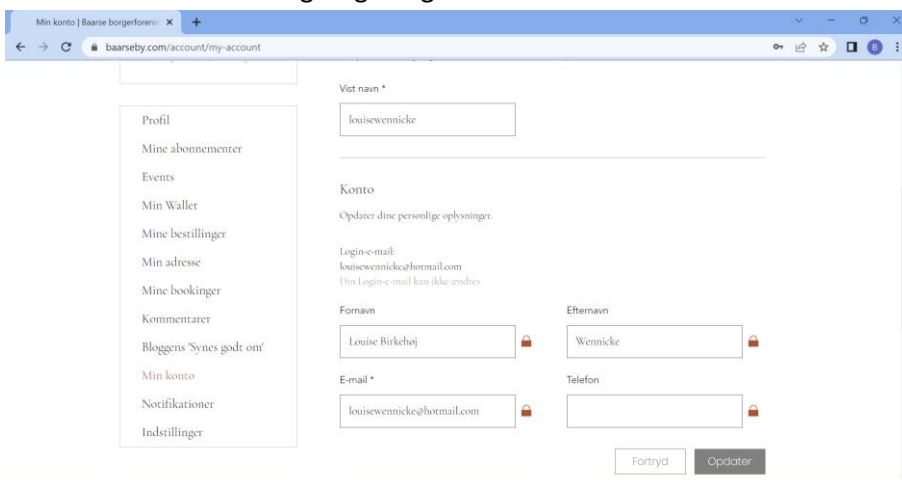 Min konto | Baarse borgerforenin
baarseby.com/account/my-account
B
Profil
Mine abonnementer
Events
Min Wallet
Mine bestillinger
Min adresse
Mine bookinger
Kommentarer
Bloggens 'Synes godt om'
Min konto
Notifikationer
Indstillinger
Vist navn *
louisewennicke
Konto
Opdater dine personlige oplysninger.
Login-e-mail:
louisewennicke@hotmail.com
Din Login-e-mail kan ikke ændres
Fornavn Efternavn
Louise Birkehøj Wennicke
E-mail * Telefon
louisewennicke@hotmail.com
Fortryd Opdater